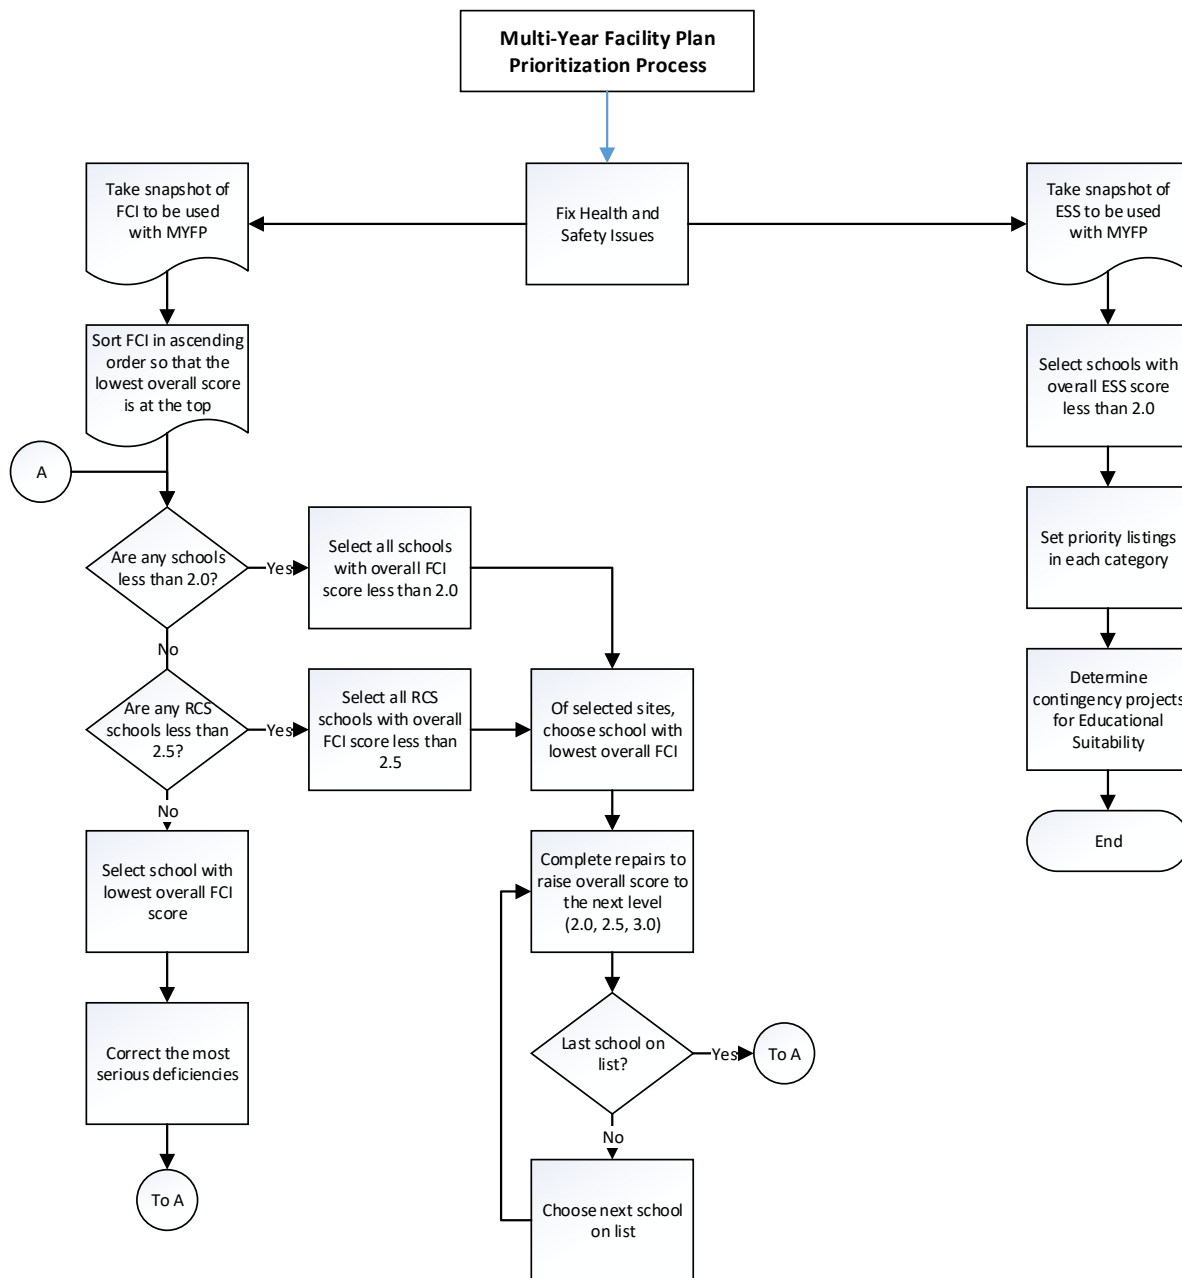 Multi-Year Facility Plan
Prioritization Process
Take snapshot of
FCI to be used
with MYFP
Fix Health and
Safety Issues
Take snapshot of
ESS to be used
with MYFP
Sort FCI in ascending
order so that the
lowest overall score
is at the top
Select schools with
overall ESS score
less than 2.0
A
Are any schools
less than 2.0?
Yes
Select all schools
with overall FCI
score less than 2.0
Set priority listings
in each category
No
Are any RCS
schools less than
2.5?
Yes
Select all RCS
schools with overall
FCI score less than
2.5
Of selected sites,
choose school with
lowest overall FCI
Determine
contingency projects
for Educational
Suitability
No
Select school with
lowest overall FCI
score
Complete repairs to
raise overall score to
the next level
(2.0, 2.5, 3.0)
End
Correct the most
serious deficiencies
Last school on
list?
Yes
To A
No
To A
Choose next school
on list